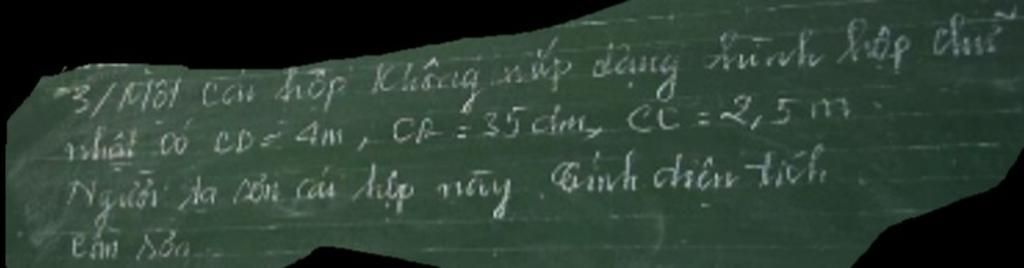 3/ Một cái hộp không nắp dạng hình hộp chữ
nhật có CD = 4m, CR = 35 dm, CC = 2,5 m.
Người ta sơn cái hộp này. Tính diện tích
cần sơn.